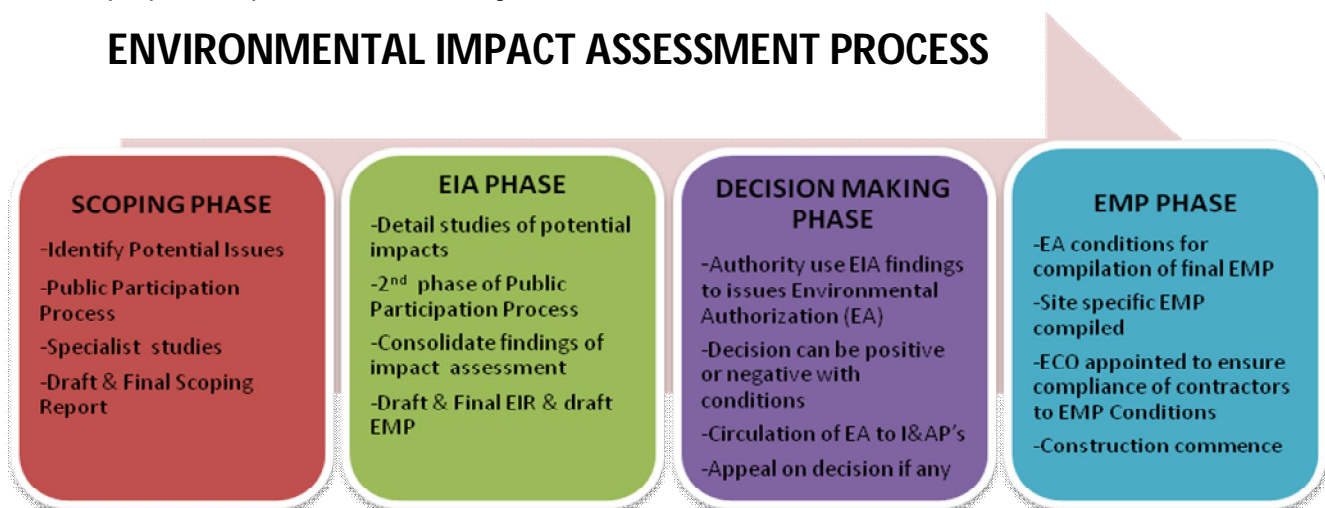 ENVIRONMENTAL IMPACT ASSESSMENT PROCESS
SCOPING PHASE
-Identify Potential Issues
-Public Participation
Process
-Specialist studies
-Draft & Final Scoping
Report
EIA PHASE
-Detail studies of potential
impacts
-2nd phase of Public
Participation Process
-Consolidate findings of
impact assessment
-Draft & Final EIR & draft
EMP
DECISION MAKING
PHASE
-Authority use EIA findings
to issues Environmental
Authorization (EA)
-Decision can be positive
or negative with
conditions
-Circulation of EA to I&AP's
-Appeal on decision if any
EMP PHASE
-EA conditions for
compilation of final EMP
-Site specific EMP
compiled
-ECO appointed to ensure
compliance of contractors
to EMP Conditions
-Construction commence